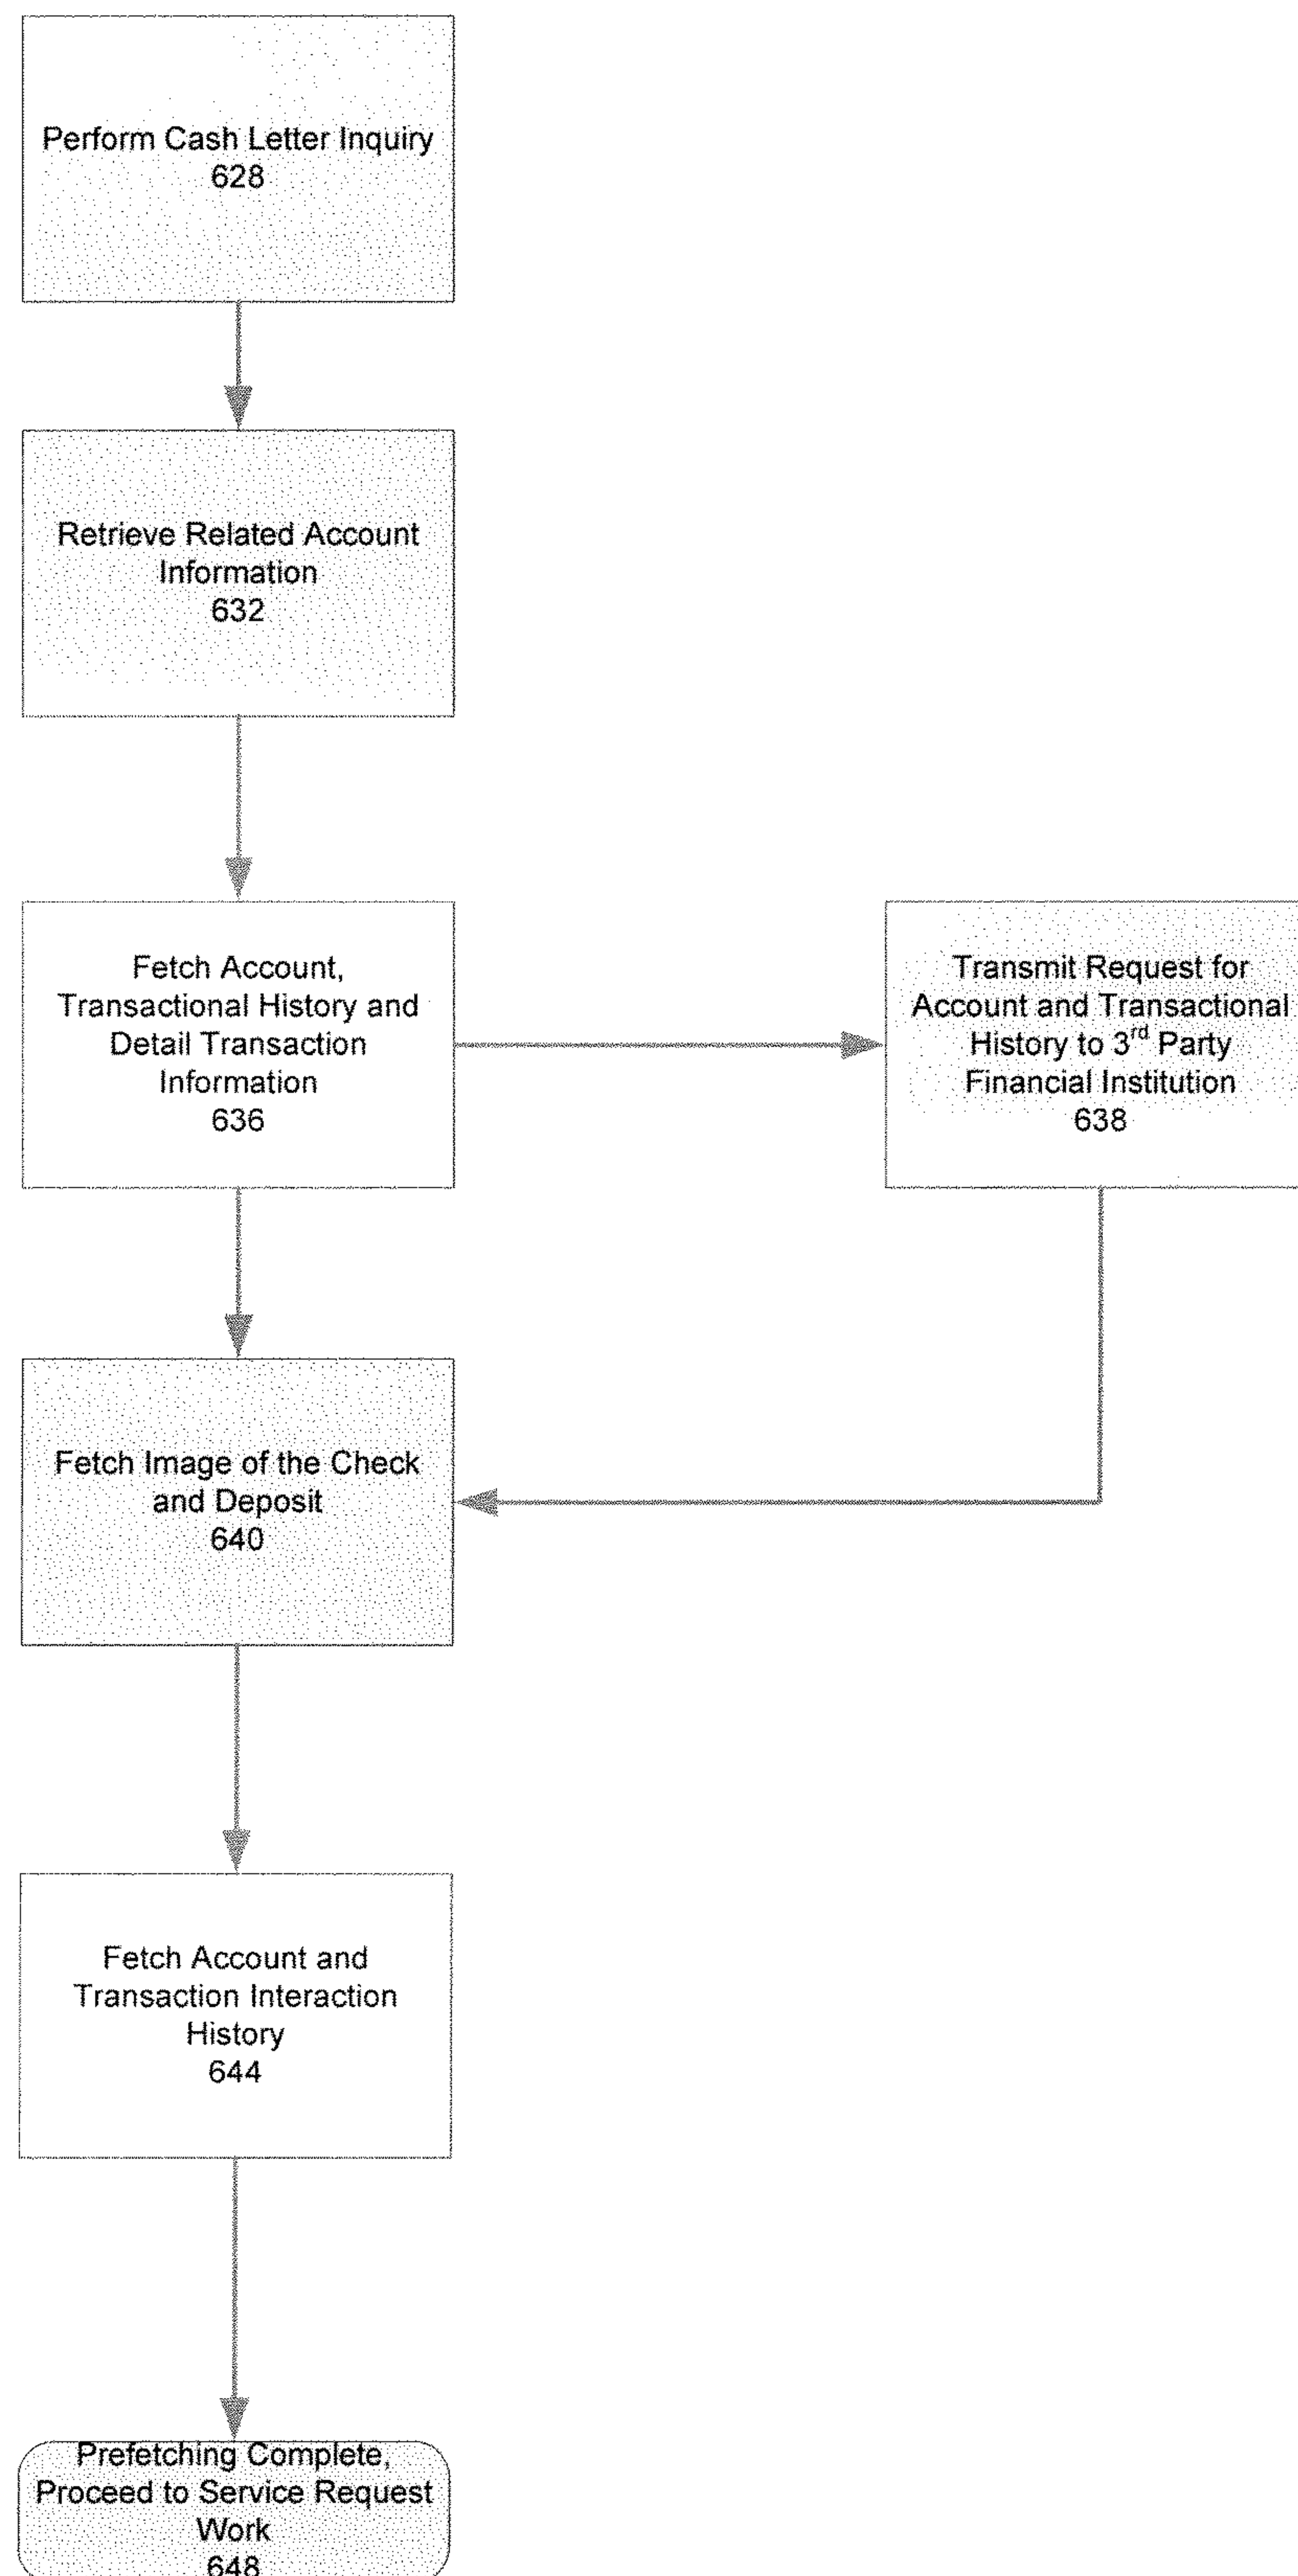 Perform Cash Letter Inquiry
628
Retrieve Related Account
Information
632
Fetch Account,
Transactional History and
Detail Transaction
Information
636
Transmit Request for
Account and Transactional
History to 3rd Party
Financial Institution
638
Fetch Image of the Check
and Deposit
640
Fetch Account and
Transaction Interaction
History
644
Prefetching Complete,
Proceed to Service Request
Work
648